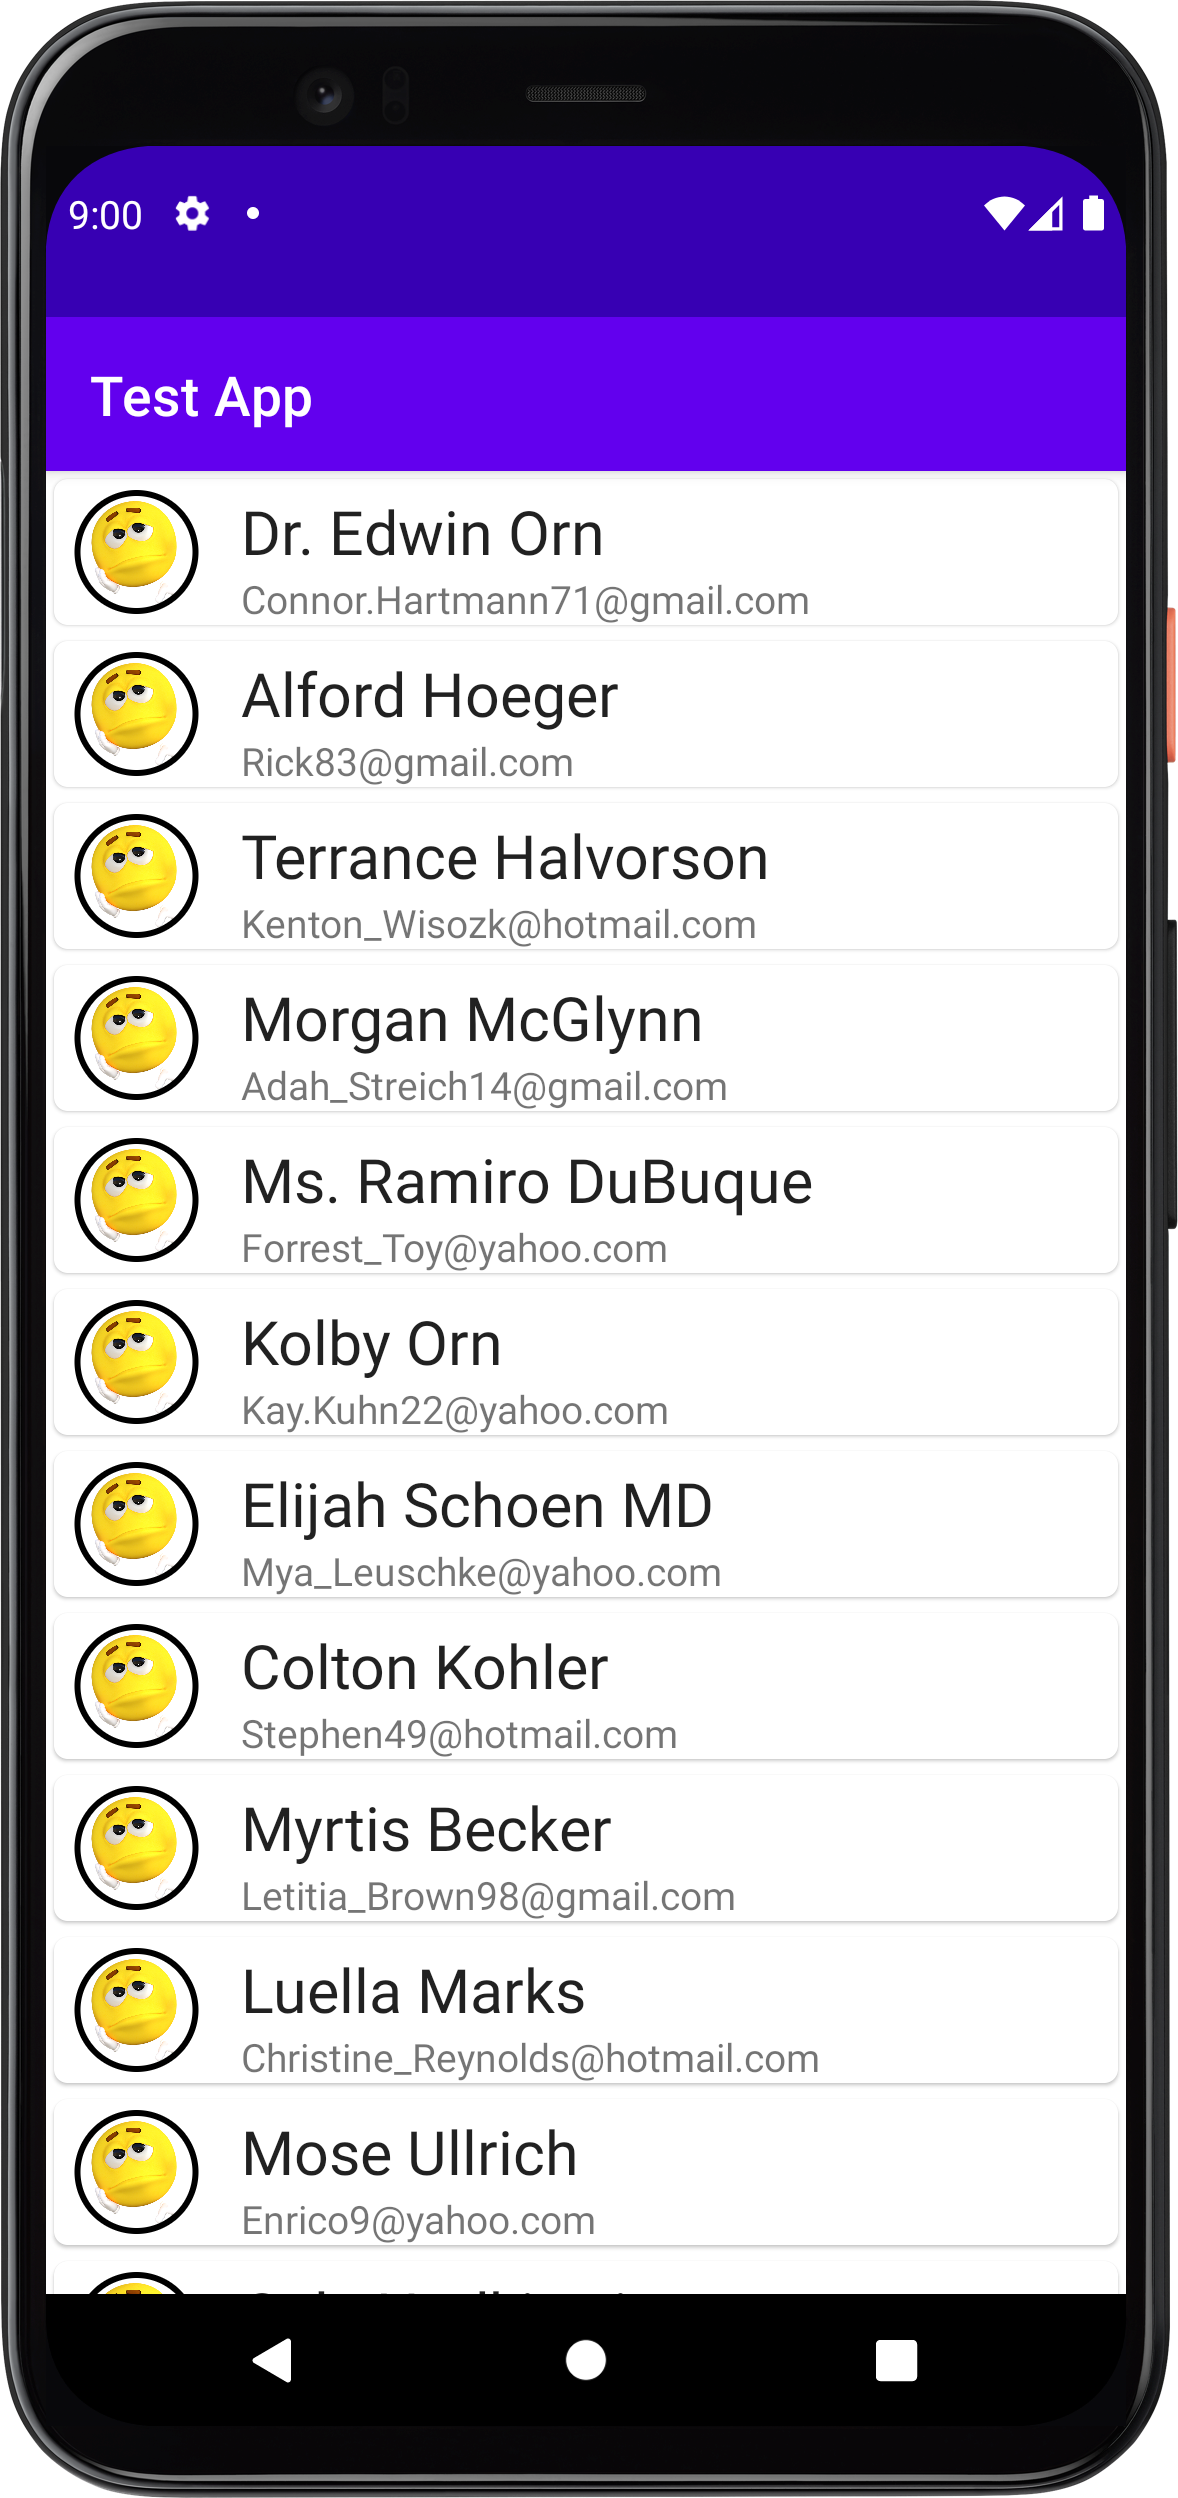 9:00
Test App
Dr. Edwin Orn
Connor.Hartmann71@gmail.com
Alford Hoeger
Rick83@gmail.com
Terrance Halvorson
Kenton_Wisozk@hotmail.com
Morgan McGlynn
Adah_Streich14@gmail.com
Ms. Ramiro DuBuque
Forrest_Toy@yahoo.com
Kolby Orn
Kay.Kuhn22@yahoo.com
Elijah Schoen MD
Mya_Leuschke@yahoo.com
Colton Kohler
Stephen49@hotmail.com
Myrtis Becker
Letitia_Brown98@gmail.com
Luella Marks
Christine_Reynolds@hotmail.com
Mose Ullrich
Enrico9@yahoo.com